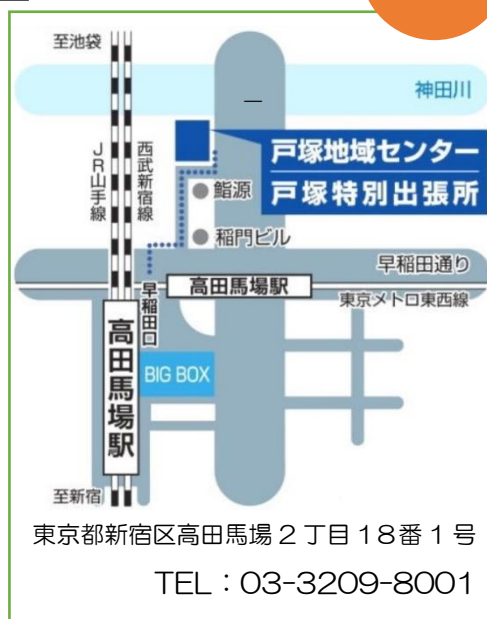 至池袋
神田川
JR山手線
西武新宿線
戸塚地域センター
戸塚特別出張所
鮨源
稲門ビル
早稲田通り
早稲田口
高田馬場駅
東京メトロ東西線
高田馬場駅
BIG BOX
至新宿
東京都新宿区高田馬場2丁目18番1号
TEL：03-3209-8001